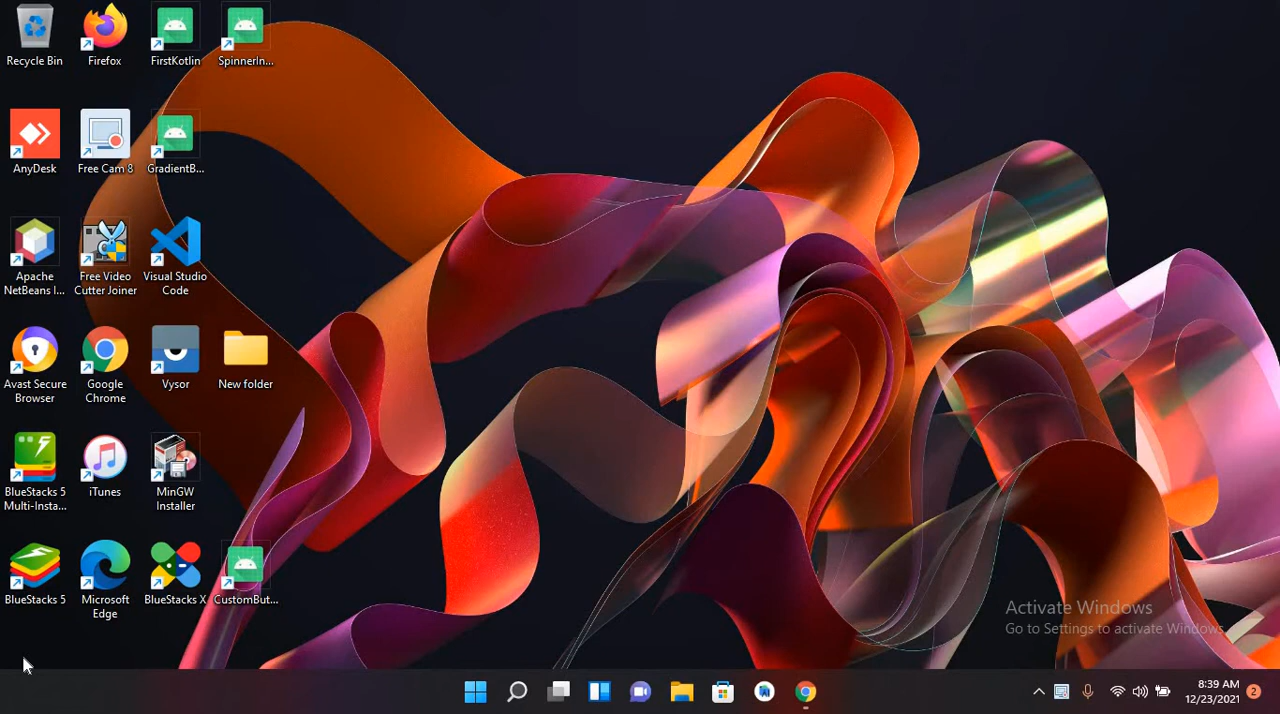 Recycle Bin
Firefox
FirstKotlin
SpinnerIn...
AnyDesk
Free Cam 8
GradientB...
Apache
NetBeans I...
Free Video
Cutter Joiner
Visual Studio
Code
Avast Secure
Browser
Google
Chrome
Vysor
New folder
BlueStacks 5
Multi-Insta...
iTunes
MinGW
Installer
BlueStacks 5
Microsoft
Edge
BlueStacks X
CustomBut...
Activate Windows
Go to Settings to activate Windows.
8:39 AM
12/23/2021
2